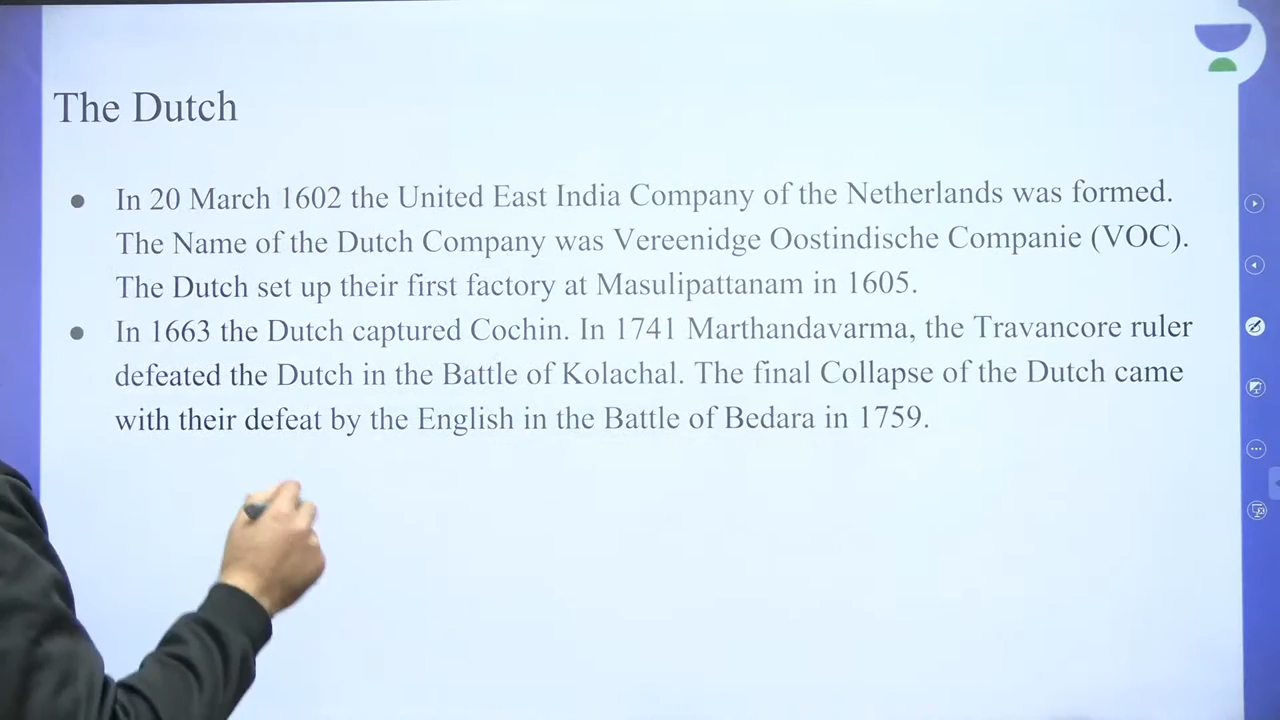 The Dutch
In 20 March 1602 the United East India Company of the Netherlands was formed.
The Name of the Dutch Company was Vereenidge Oostindische Companie (VOC).
The Dutch set up their first factory at Masulipattanam in 1605.
In 1663 the Dutch captured Cochin. In 1741 Marthandavarma, the Travancore ruler
defeated the Dutch in the Battle of Kolachal. The final Collapse of the Dutch came
with their defeat by the English in the Battle of Bedara in 1759.